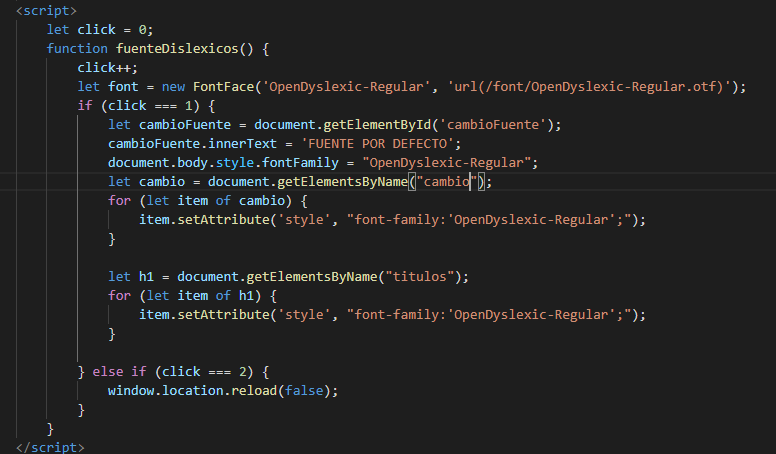 <script>
let click = 0;
function fuenteDislexicos() {
click++;
let font = new FontFace('OpenDyslexic-Regular', 'url(/font/OpenDyslexic-Regular.otf)');
if (click === 1) {
let cambioFuente = document.getElementById('cambioFuente');
cambioFuente.innerText = 'FUENTE POR DEFECTO';
document.body.style.fontFamily = "OpenDyslexic-Regular";
let cambio = document.getElementsByName("cambio");
for (let item of cambio) {
item.setAttribute('style', "font-family:'OpenDyslexic-Regular';");
}
let h1 = document.getElementsByName("titulos");
for (let item of h1) {
item.setAttribute('style', "font-family:'OpenDyslexic-Regular';");
}
} else if (click === 2) {
window.location.reload(false);
}
}
</script>